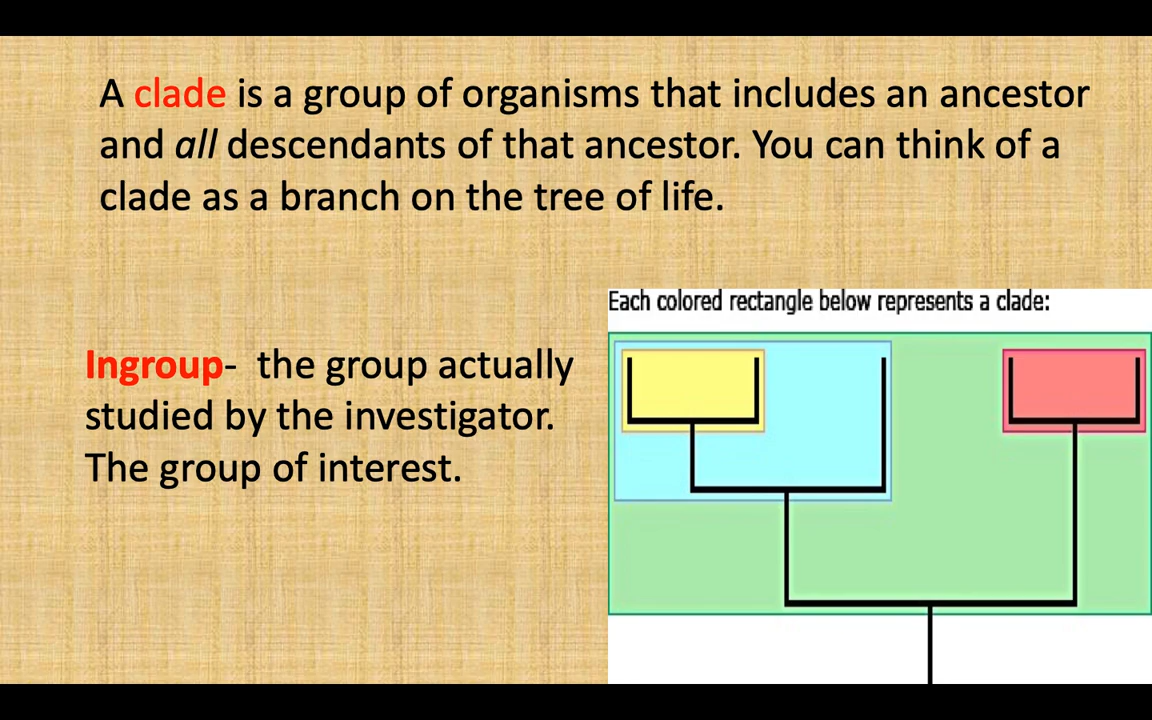 A clade is a group of organisms that includes an ancestor
and all descendants of that ancestor. You can think of a
clade as a branch on the tree of life.
Ingroup-  the group actually
studied by the investigator.
The group of interest.
Each colored rectangle below represents a clade: